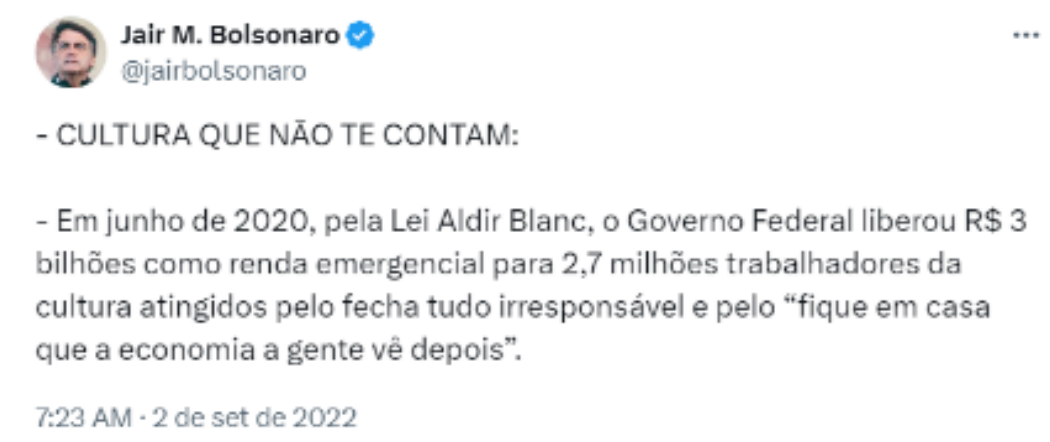 Jair M. Bolsonaro
@jairbolsonaro
- CULTURA QUE NÃO TE CONTAM:
- Em junho de 2020, pela Lei Aldir Blanc, o Governo Federal liberou R$ 3
bilhões como renda emergencial para 2,7 milhões trabalhadores da
cultura atingidos pelo fecha tudo irresponsável e pelo “fique em casa
que a economia a gente vê depois”.
7:23 AM · 2 de set de 2022